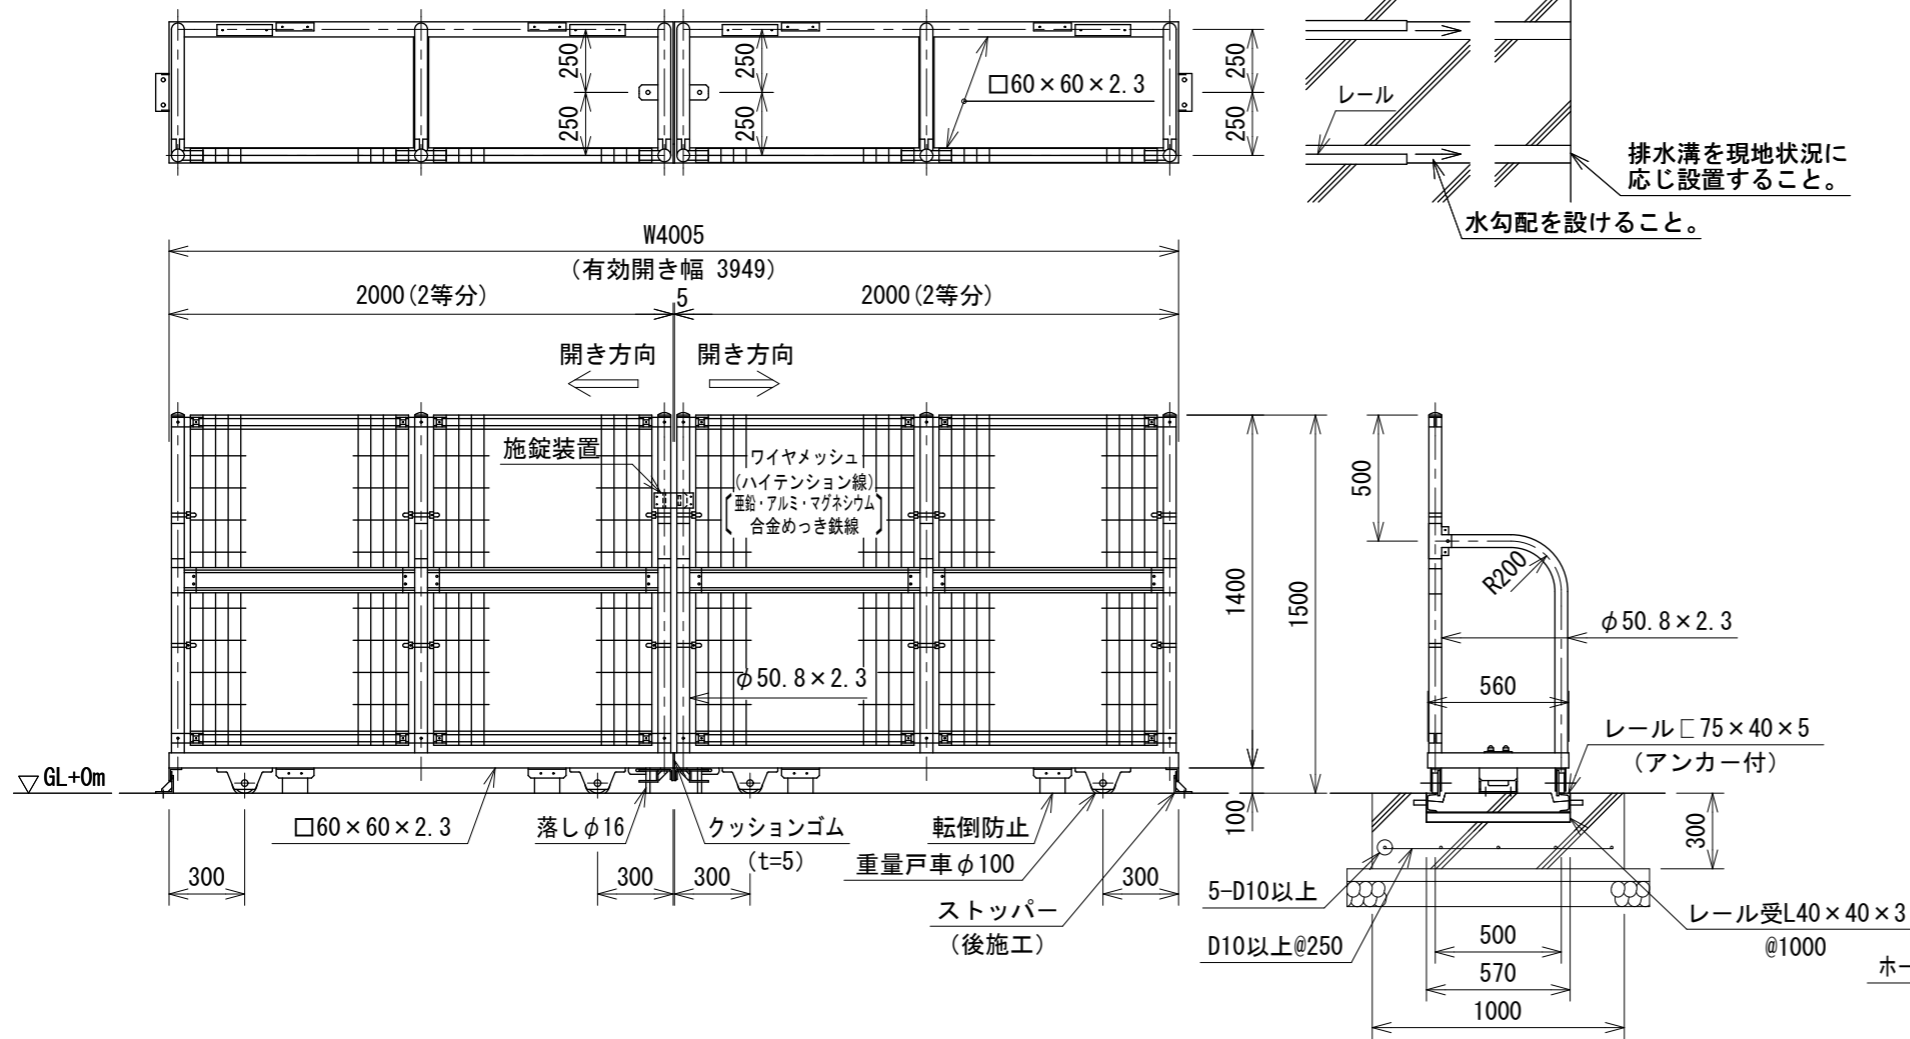 250
250
250
250
□60×60×2.3
250
250
レール
排水溝を現地状況に
応じ設置すること。
水勾配を設けること。
W4005
(有効開き幅 3949)
2000(2等分)
5
2000(2等分)
開き方向
開き方向
施錠装置
ワイヤメッシュ
(ハイテンション線)
亜鉛・アルミ・マグネシウム
合金めっき鉄線
φ50.8×2.3
1400
1500
100
500
R200
φ50.8×2.3
560
レール⊏75×40×5
(アンカー付)
▽GL+0m
□60×60×2.3
落しφ16
クッションゴム
(t=5)
転倒防止
重量戸車φ100
300
300
300
300
ストッパー
(後施工)
300
5-D10以上
D10以上@250
レール受L40×40×3
@1000
500
570
1000
ホー